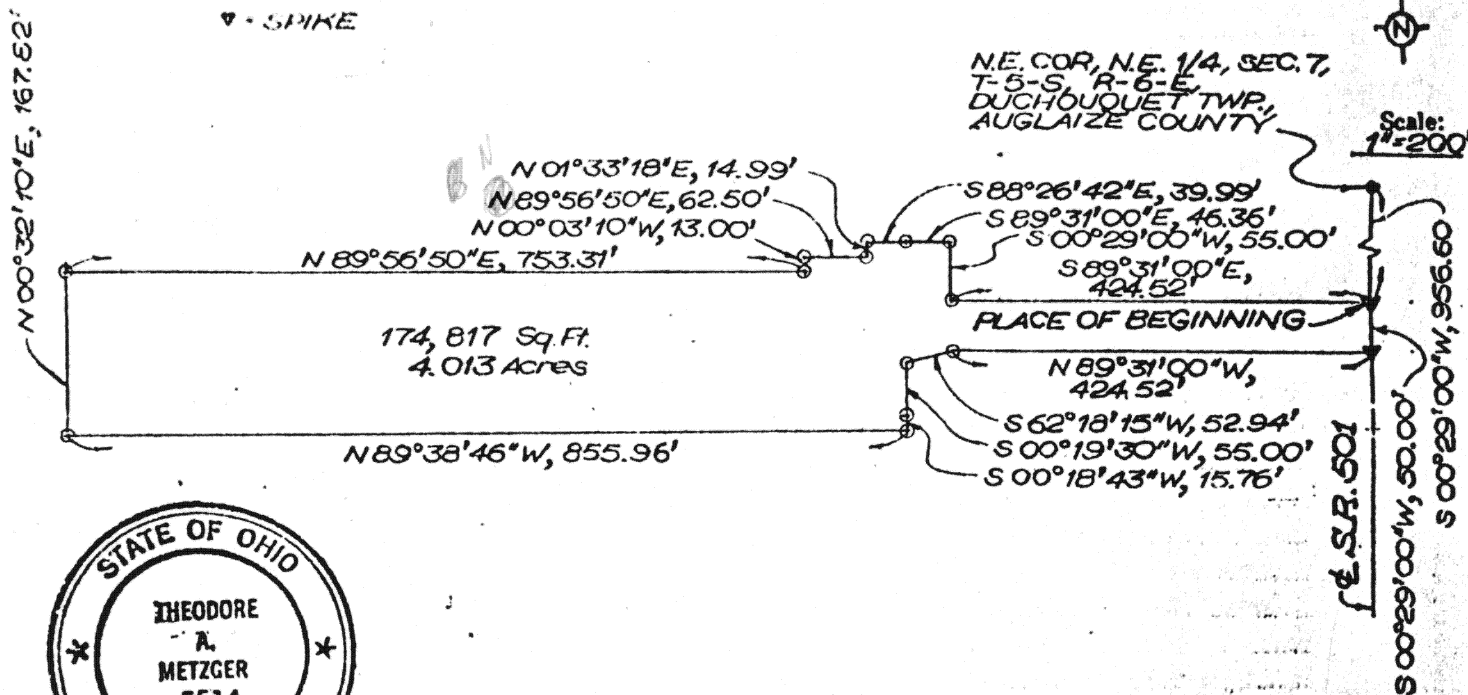 ▼ - SPIKE
N 00°32'10"E, 167.82'
N.E. COR, N.E. 1/4, SEC. 7,
T-5-S, R-6-E,
DUCHOUQUET TWP.,
AUGLAIZE COUNTY
N
Scale:
1"=200'
N 01°33'18"E, 14.99'
N 89°56'50"E, 62.50'
N 00°03'10"W, 13.00'
N 89°56'50"E, 753.31'
S 88°26'42"E, 39.99'
S 89°31'00"E, 46.36'
S 00°29'00"W, 55.00'
S 89°31'00"E,
424.52'
PLACE OF BEGINNING
174,817 Sq.Ft.
4.013 Acres
N 89°31'00"W,
424.52'
S 62°18'15"W, 52.94'
S 00°19'30"W, 55.00'
S 00°18'43"W, 15.76'
N 89°38'46"W, 855.96'
℄ S.R. 501
S 00°29'00"W, 50.00'
S 00°29'00"W, 956.60
STATE OF OHIO
THEODORE
A.
METZGER